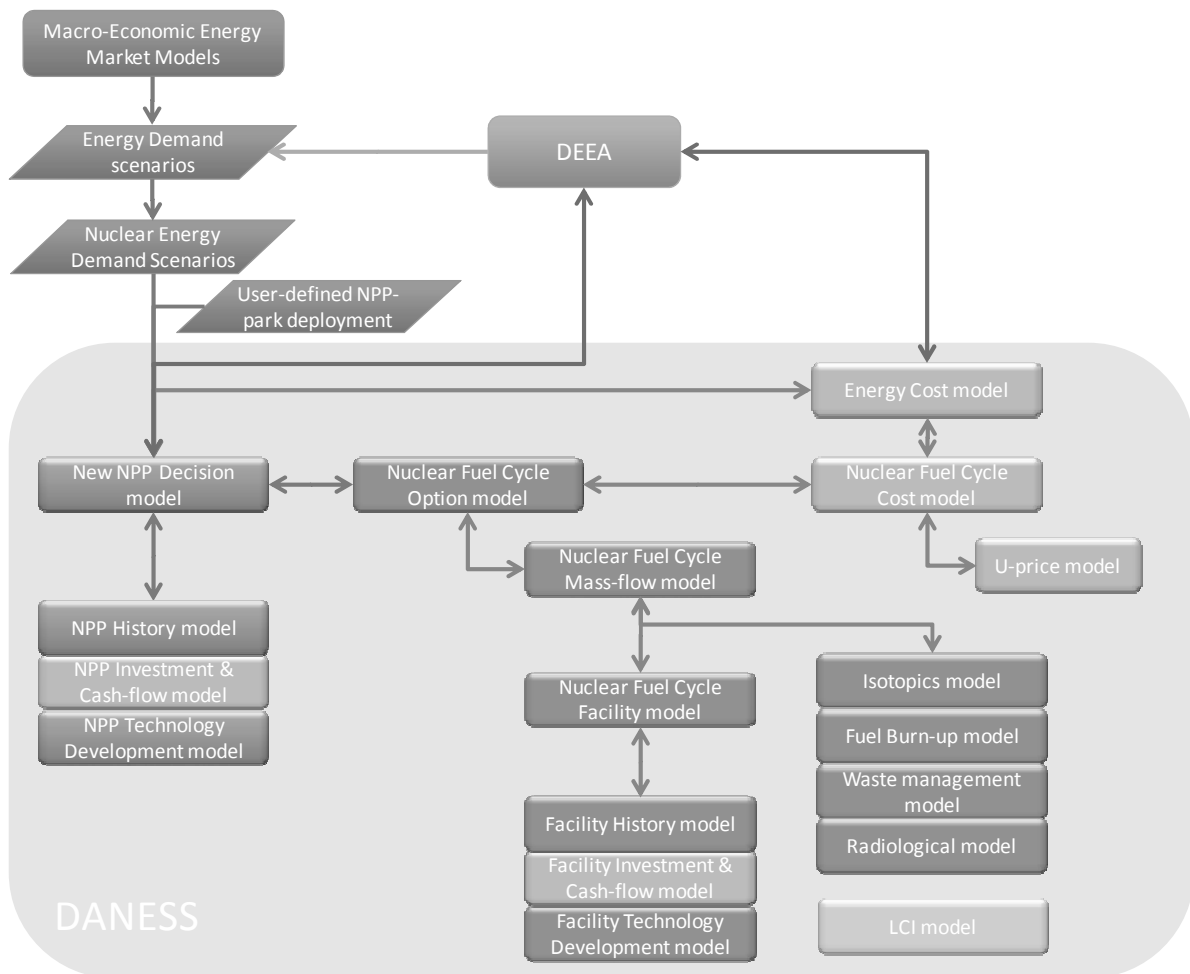 Macro-Economic Energy
Market Models
Energy Demand
scenarios
DEEA
Nuclear Energy
Demand Scenarios
User-defined NPP-
park deployment
Energy Cost model
New NPP Decision
model
Nuclear Fuel Cycle
Option model
Nuclear Fuel Cycle
Cost model
Nuclear Fuel Cycle
Mass-flow model
U-price model
NPP History model
NPP Investment &
Cash-flow model
NPP Technology
Development model
Nuclear Fuel Cycle
Facility model
Isotopics model
Fuel Burn-up model
Waste management
model
Radiological model
Facility History model
Facility Investment &
Cash-flow model
Facility Technology
Development model
LCI model
DANESS